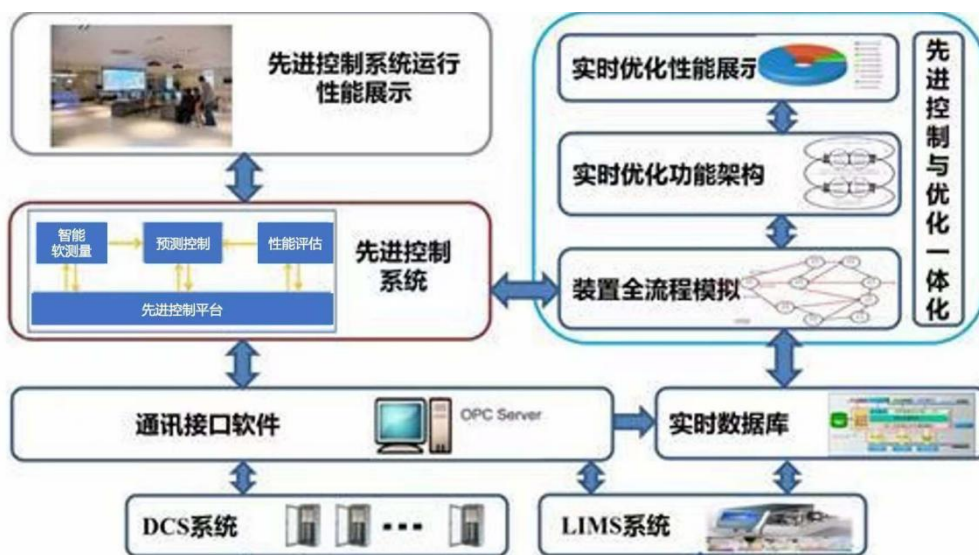 先进控制系统运行
性能展示
实时优化性能展示
实时优化功能架构
装置全流程模拟
先进控制与优化一体化
智能
软测量
预测控制
性能评估
先进控制平台
先进控制
系统
通讯接口软件
OPC Server
实时数据库
DCS系统
LIMS系统